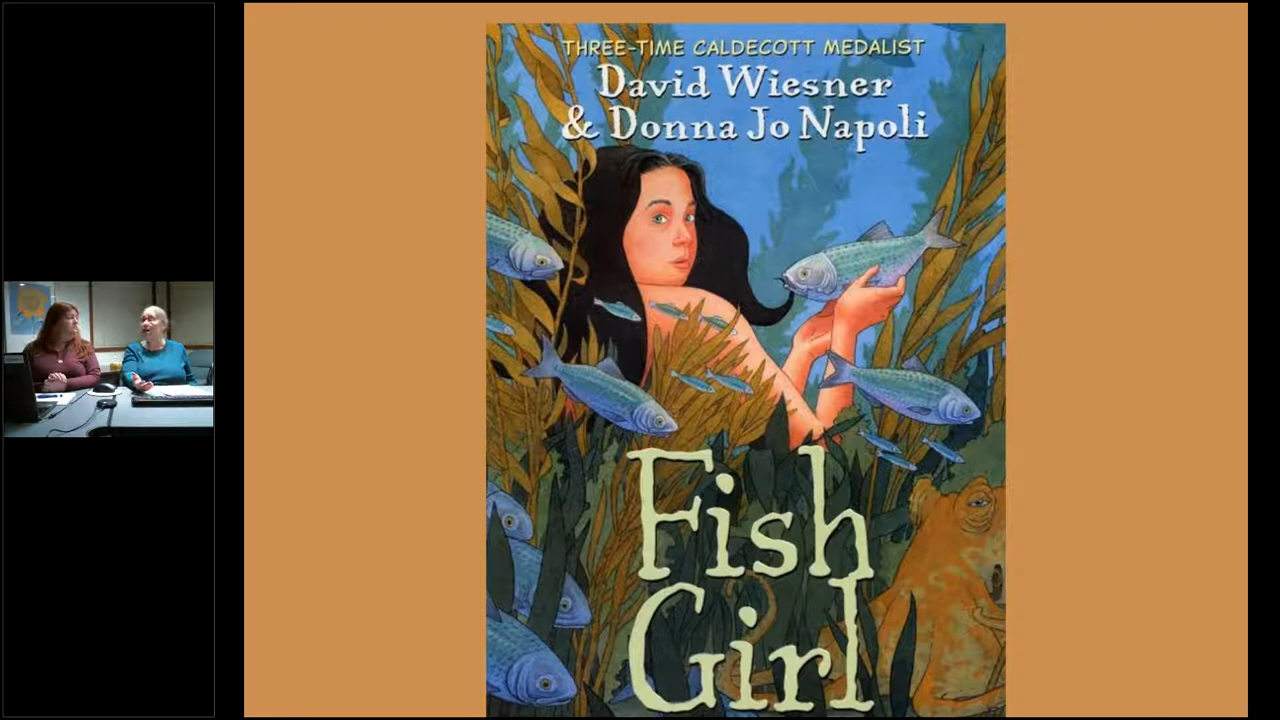 THREE-TIME CALDECOTT MEDALIST
David Wiesner
& Donna Jo Napoli
Fish
Girl